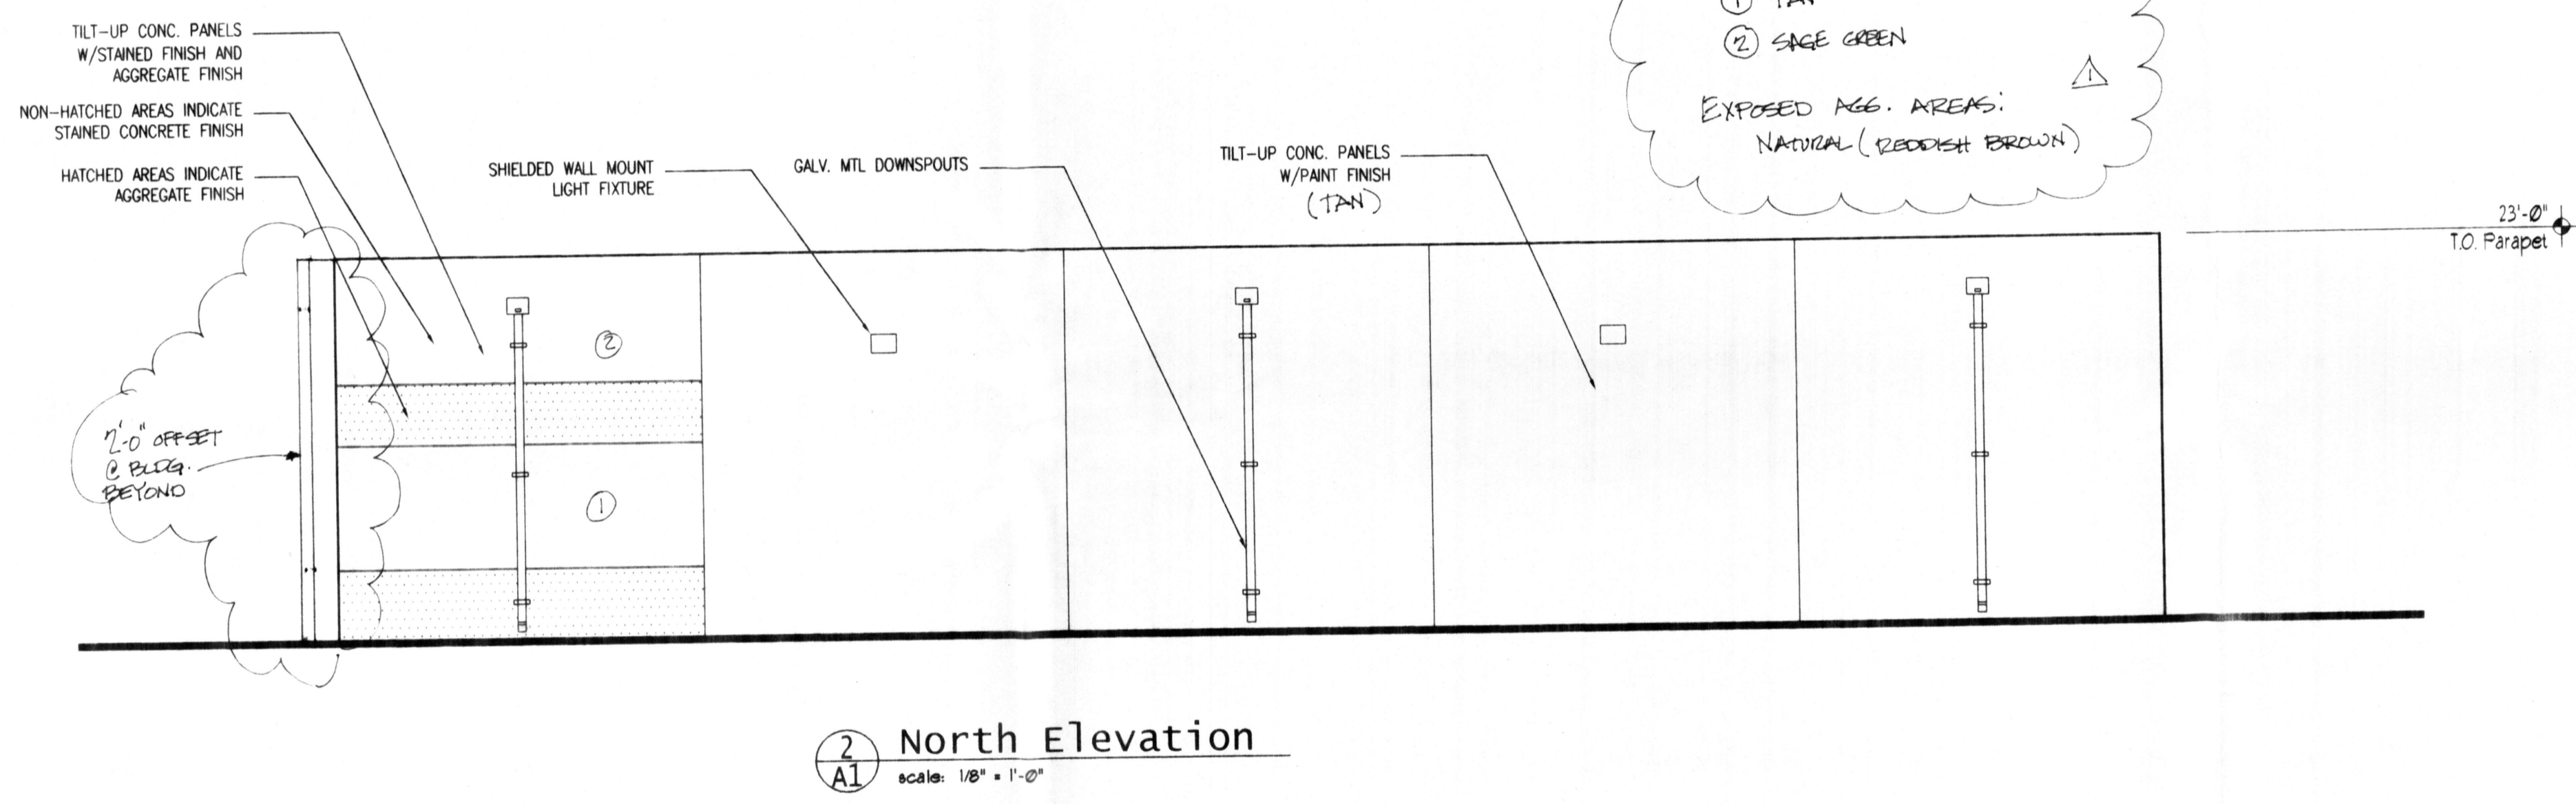 ① TAN
② SAGE GREEN
1
EXPOSED AGG. AREAS:
NATURAL (REDDISH BROWN)
TILT-UP CONC. PANELS
W/STAINED FINISH AND
AGGREGATE FINISH
NON-HATCHED AREAS INDICATE
STAINED CONCRETE FINISH
HATCHED AREAS INDICATE
AGGREGATE FINISH
SHIELDED WALL MOUNT
LIGHT FIXTURE
GALV. MTL DOWNSPOUTS
TILT-UP CONC. PANELS
W/PAINT FINISH
(TAN)
23'-0"
T.O. Parapet
②
①
2'-0" OFFSET
@ BLDG.
BEYOND
2
A1
North Elevation
scale: 1/8" = 1'-0"